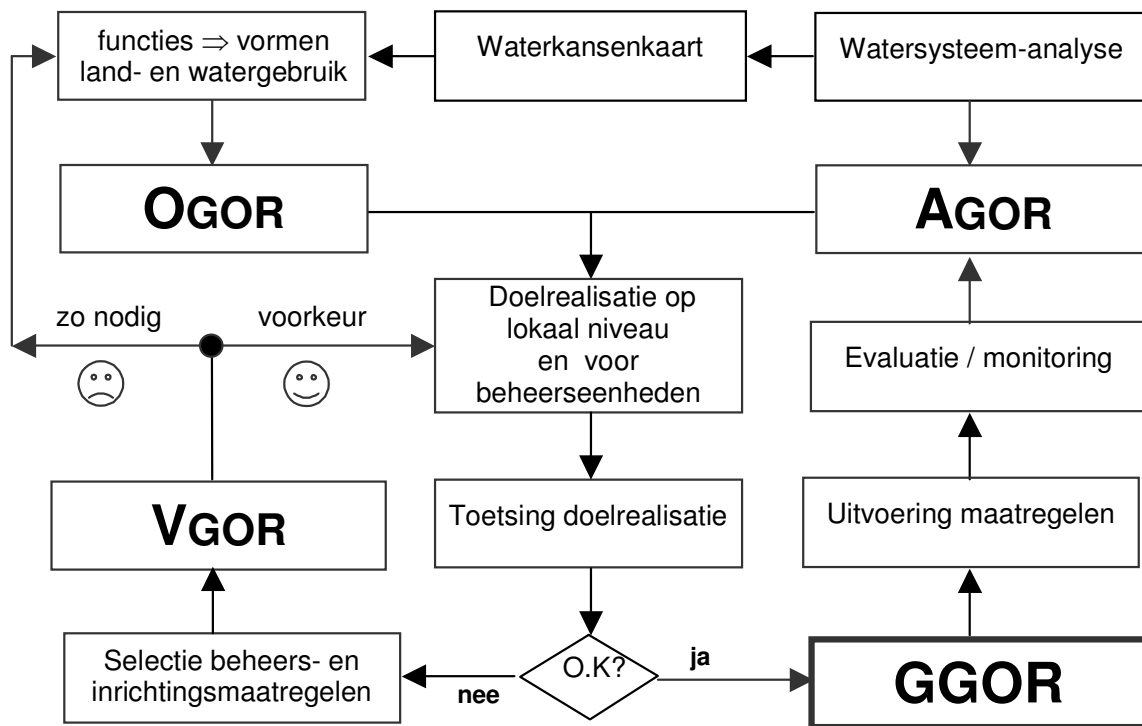 functies ⇒ vormen
land- en watergebruik
Waterkansenkaart
Watersysteem-analyse
OGOR
AGOR
zo nodig
voorkeur
Doelrealisatie op
lokaal niveau
en voor
beheerseenheden
Evaluatie / monitoring
VGOR
Toetsing doelrealisatie
Uitvoering maatregelen
Selectie beheers- en
inrichtingsmaatregelen
nee
O.K?
ja
GGOR